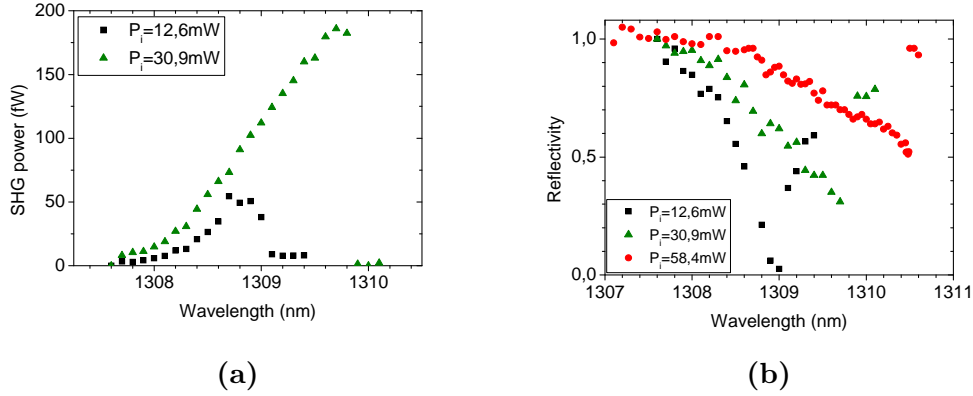 P_i=12,6mW
P_i=30,9mW
200
150
100
50
0
SHG power (fW)
1308 1309 1310
Wavelength (nm)
(a)
1,0
0,5
0,0
Reflectivity
P_i=12,6mW
P_i=30,9mW
P_i=58,4mW
1307 1308 1309 1310 1311
Wavelength (nm)
(b)